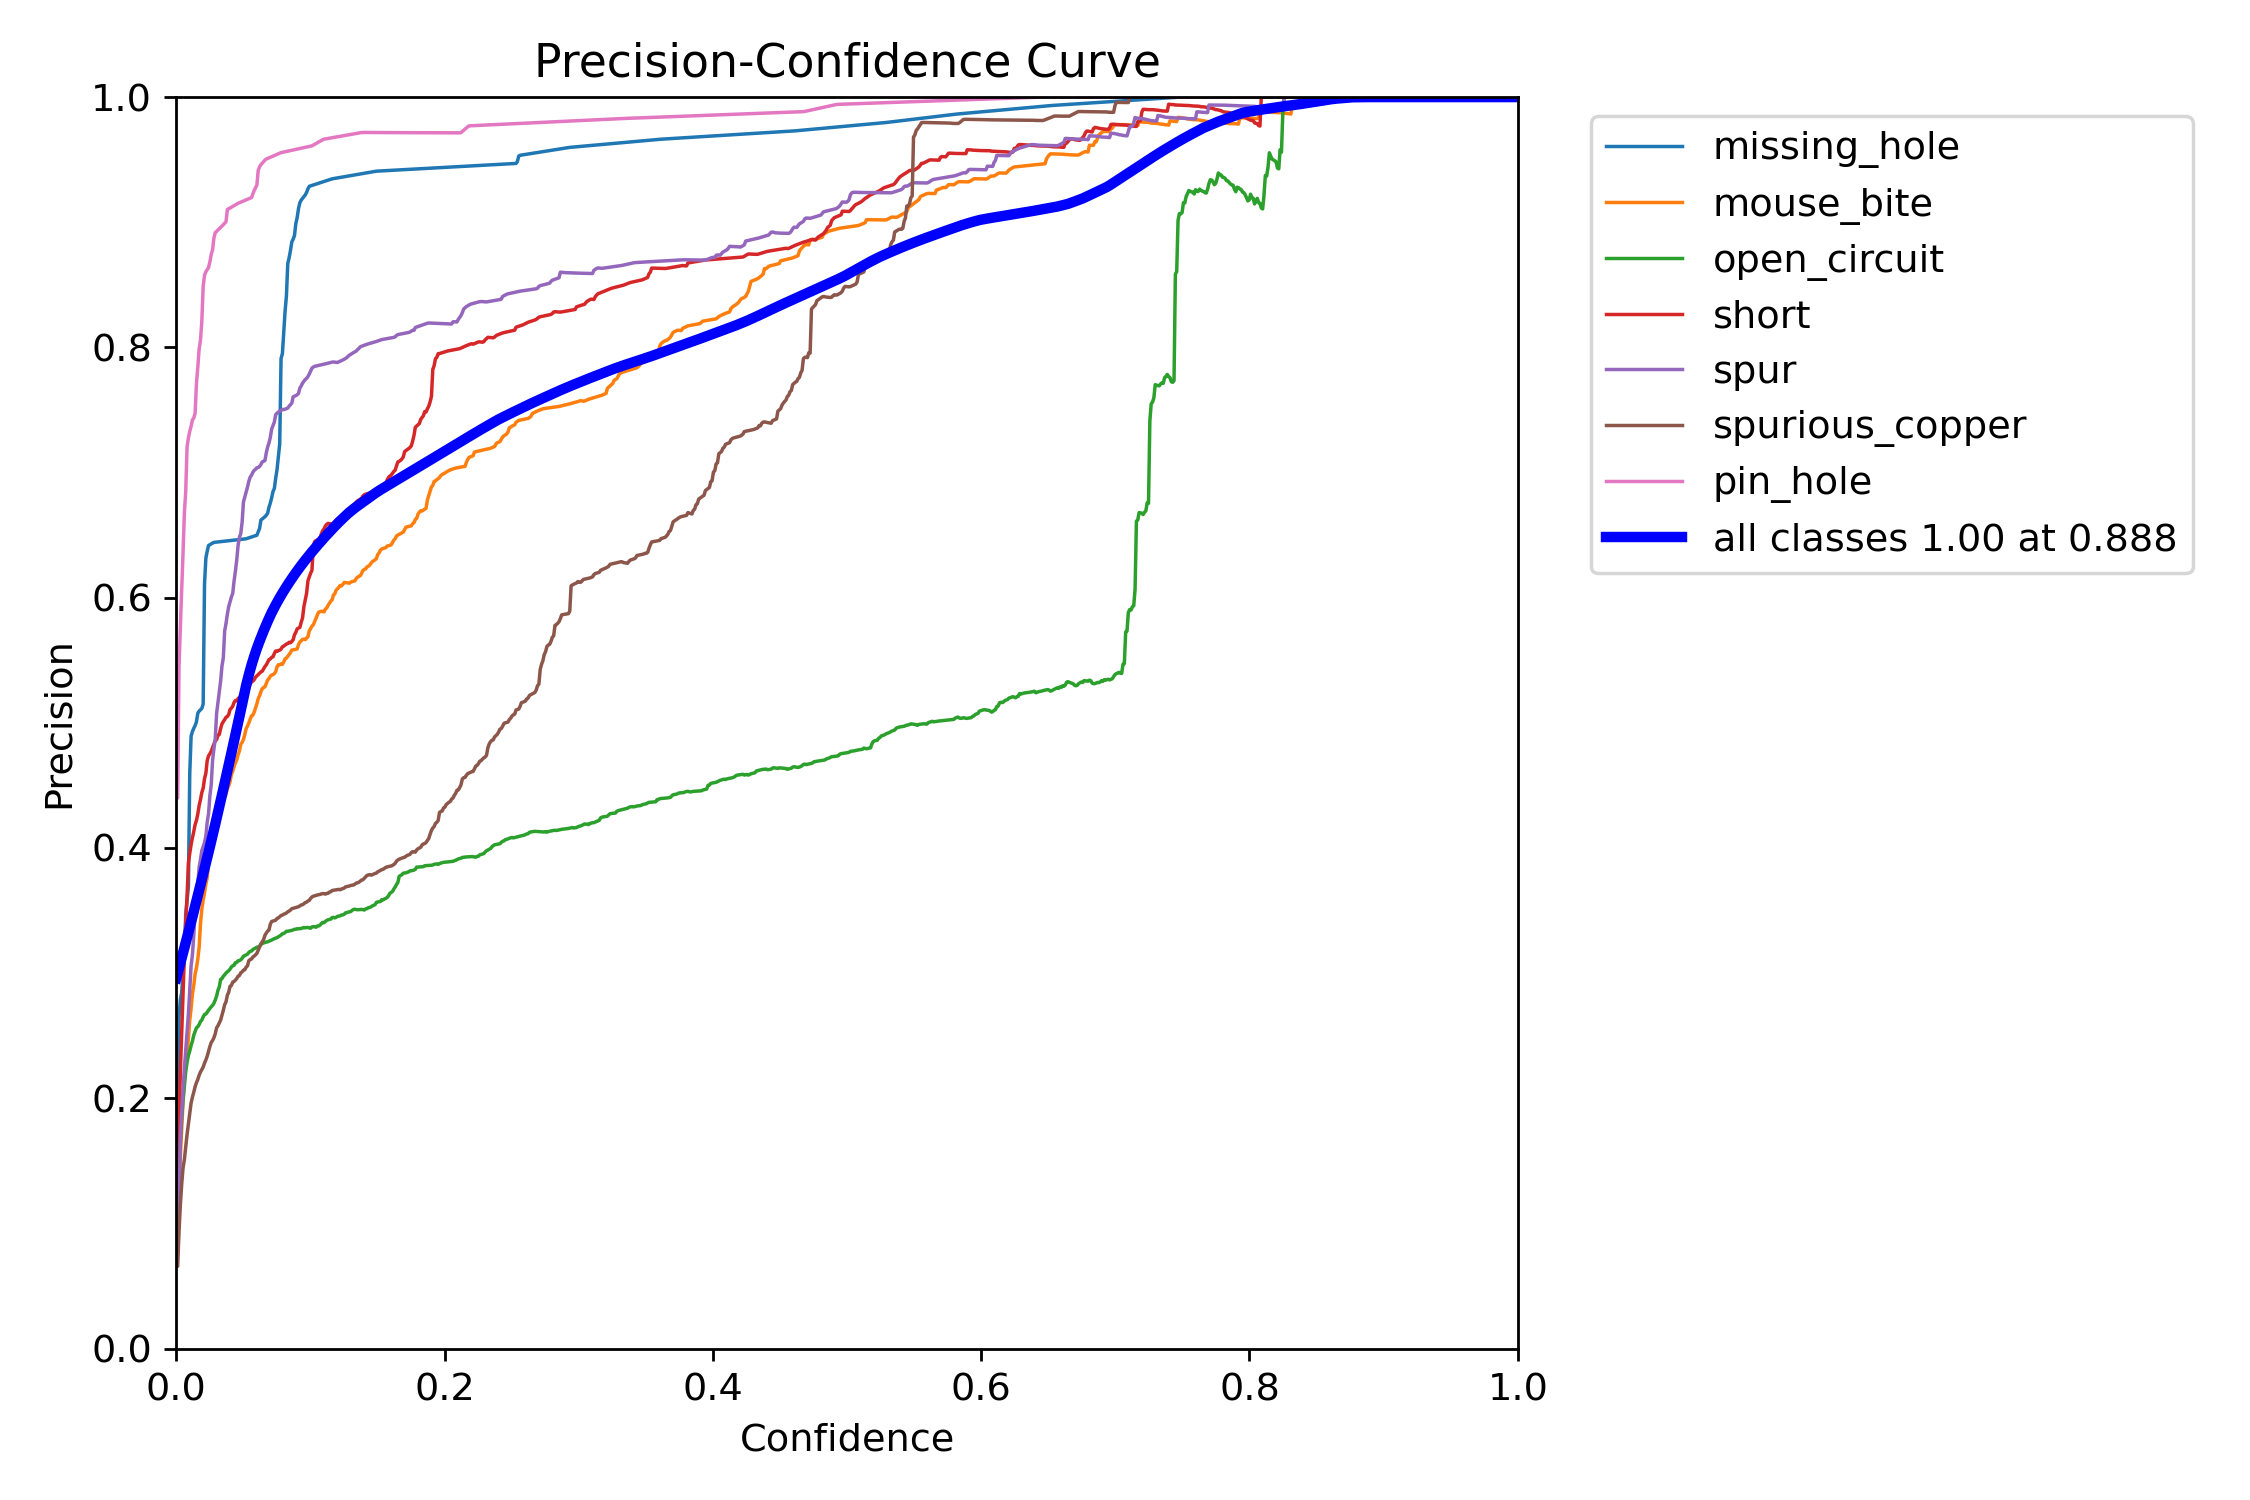 Precision-Confidence Curve
1.0
0.8
0.6
0.4
0.2
0.0
Precision
0.0 0.2 0.4 0.6 0.8 1.0
Confidence
missing_hole
mouse_bite
open_circuit
short
spur
spurious_copper
pin_hole
all classes 1.00 at 0.888